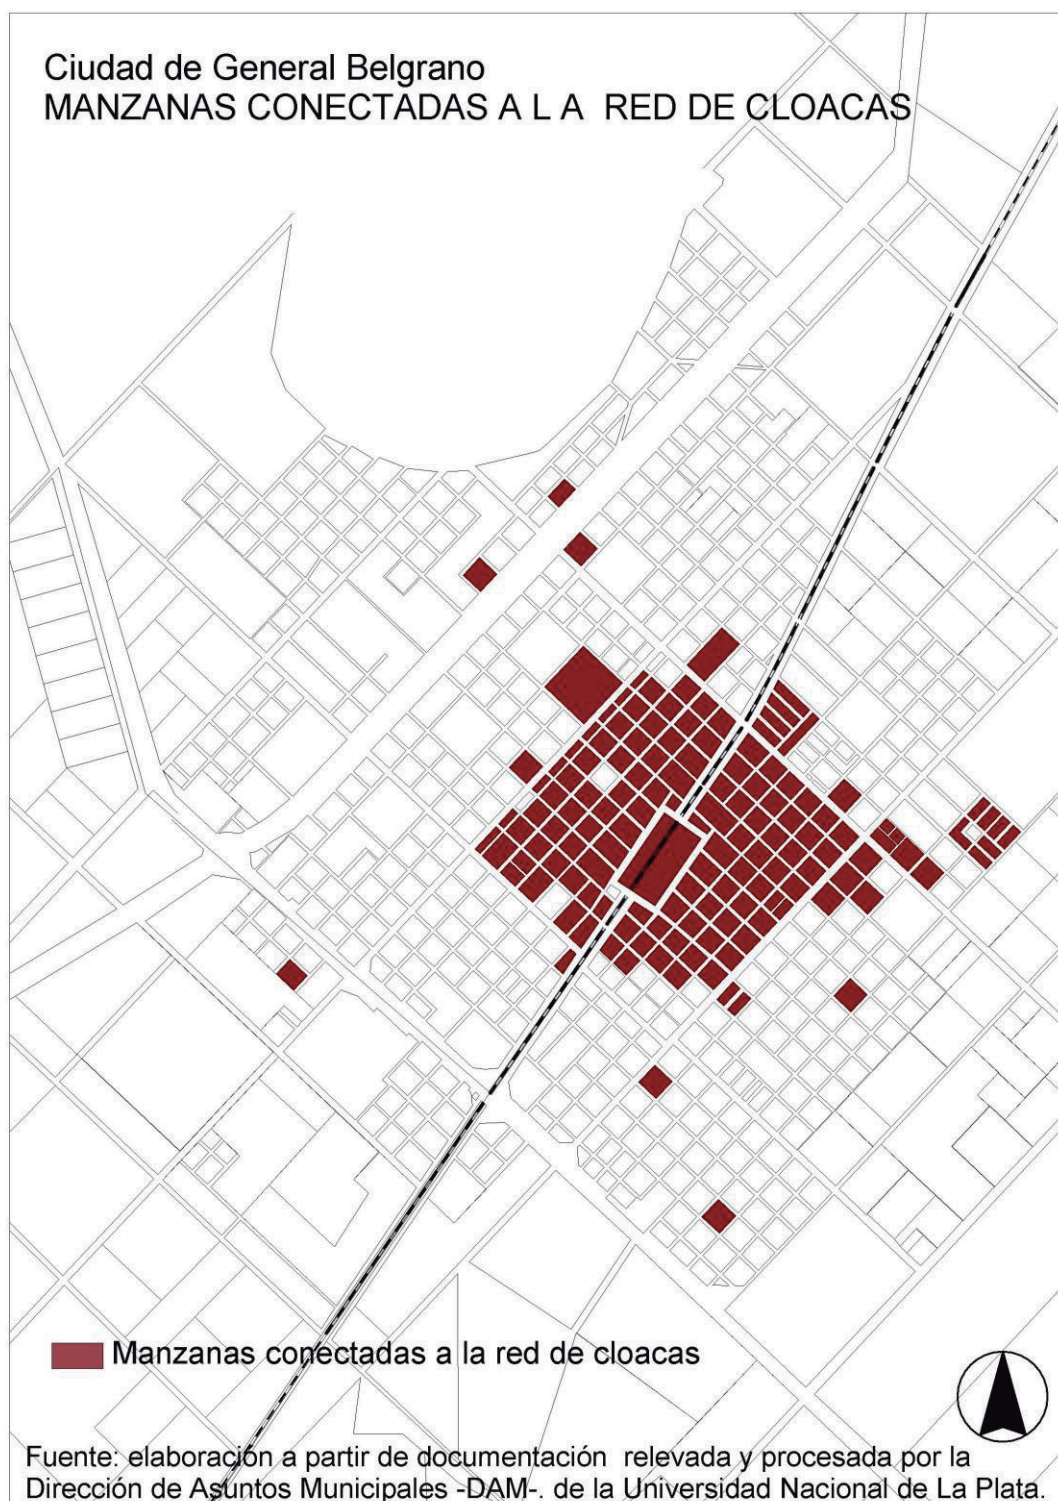 Ciudad de General Belgrano
MANZANAS CONECTADAS A L A RED DE CLOACAS
Manzanas conectadas a la red de cloacas
Fuente: elaboración a partir de documentación relevada y procesada por la
Dirección de Asuntos Municipales -DAM-. de la Universidad Nacional de La Plata.